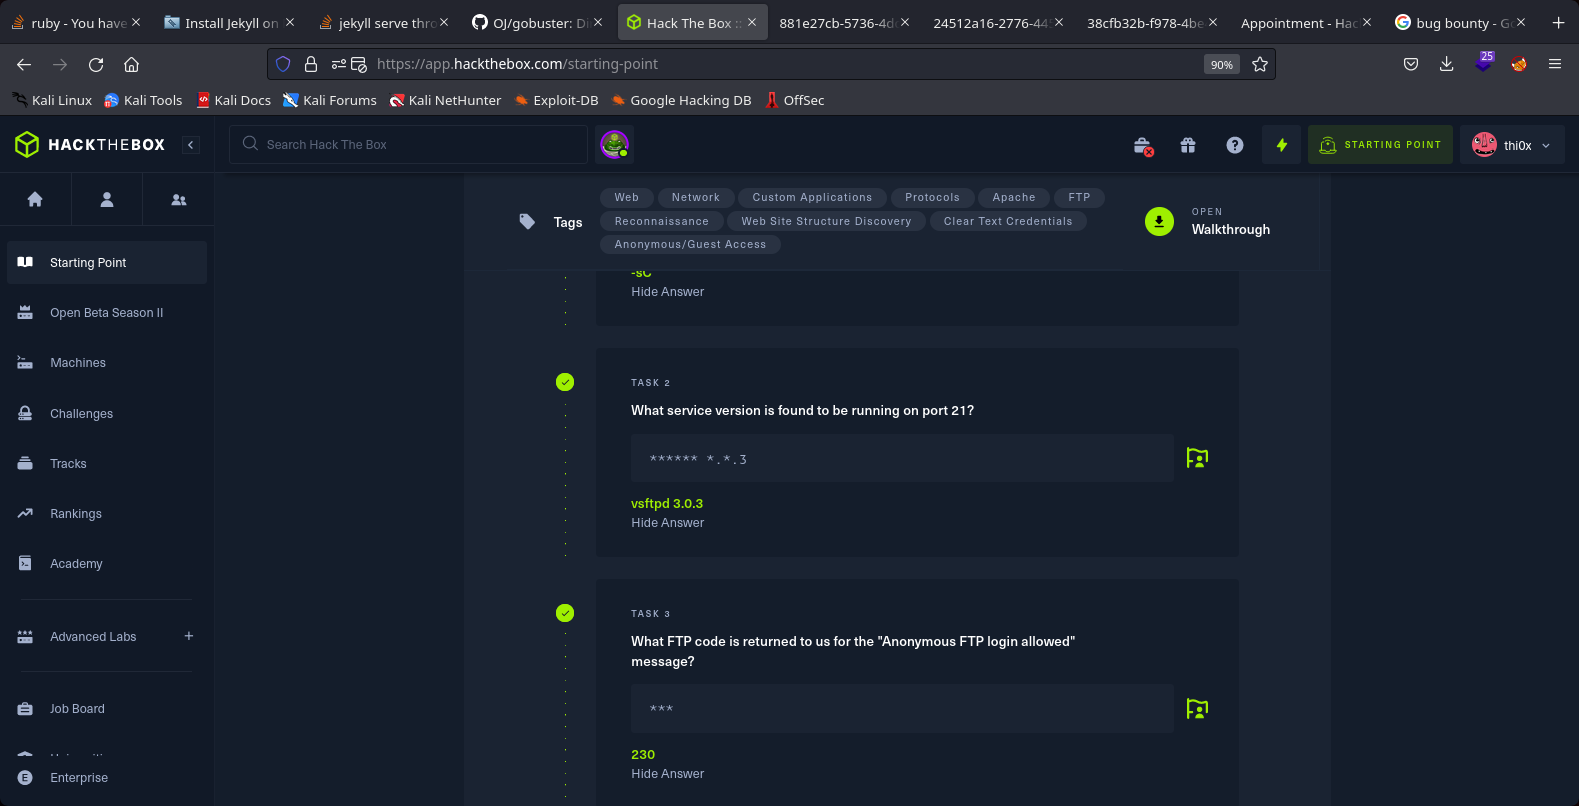 ruby - You have
Install Jekyll on
jekyll serve thro
OJ/gobuster: Di
Hack The Box ::
881e27cb-5736-4d
24512a16-2776-44
38cfb32b-f978-4be
Appointment - Hac
bug bounty - Go
https://app.hackthebox.com/starting-point
90%
25
Kali Linux
Kali Tools
Kali Docs
Kali Forums
Kali NetHunter
Exploit-DB
Google Hacking DB
OffSec
HACKTHEBOX
Search Hack The Box
STARTING POINT
thi0x
Starting Point
Open Beta Season II
Machines
Challenges
Tracks
Rankings
Academy
Advanced Labs
Job Board
E
Enterprise
Tags
Web
Network
Custom Applications
Protocols
Apache
FTP
Reconnaissance
Web Site Structure Discovery
Clear Text Credentials
Anonymous/Guest Access
OPEN
Walkthrough
-sC
Hide Answer
TASK 2
What service version is found to be running on port 21?
****** *.*.3
vsftpd 3.0.3
Hide Answer
TASK 3
What FTP code is returned to us for the "Anonymous FTP login allowed"
message?
***
230
Hide Answer